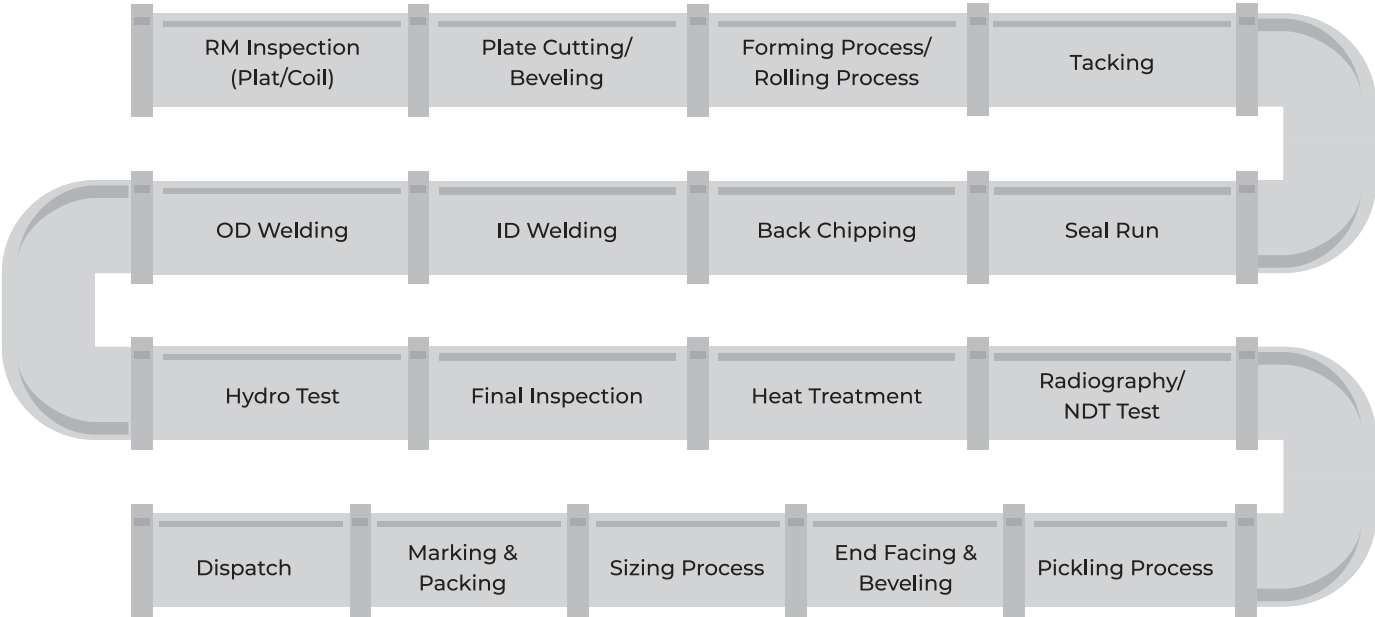 RM Inspection
(Plat/Coil)
Plate Cutting/
Beveling
Forming Process/
Rolling Process
Tacking
OD Welding
ID Welding
Back Chipping
Seal Run
Hydro Test
Final Inspection
Heat Treatment
Radiography/
NDT Test
Dispatch
Marking &
Packing
Sizing Process
End Facing &
Beveling
Pickling Process